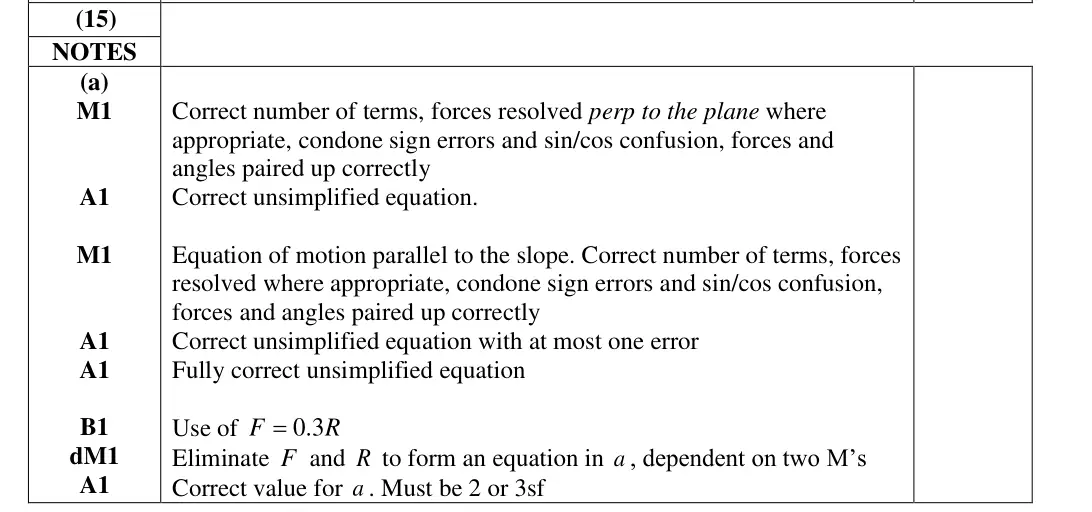 (15)
NOTES
(a)
M1 Correct number of terms, forces resolved perp to the plane where
appropriate, condone sign errors and sin/cos confusion, forces and
angles paired up correctly
A1 Correct unsimplified equation.
M1 Equation of motion parallel to the slope. Correct number of terms, forces
resolved where appropriate, condone sign errors and sin/cos confusion,
forces and angles paired up correctly
A1 Correct unsimplified equation with at most one error
A1 Fully correct unsimplified equation
B1 Use of F = 0.3R
dM1 Eliminate F and R to form an equation in a , dependent on two M's
A1 Correct value for a . Must be 2 or 3sf